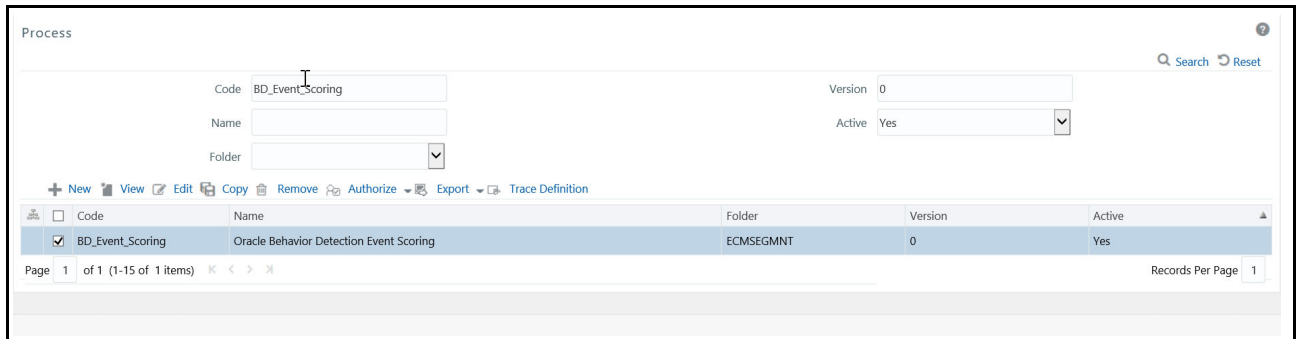 Process
Search Reset
Code BD_Event_Scoring Version 0
Name Active Yes
Folder
New View Edit Copy Remove Authorize Export Trace Definition
Code Name Folder Version Active
BD_Event_Scoring Oracle Behavior Detection Event Scoring ECMSEGMNT 0 Yes
Page 1 of 1 (1-15 of 1 items) Records Per Page 1